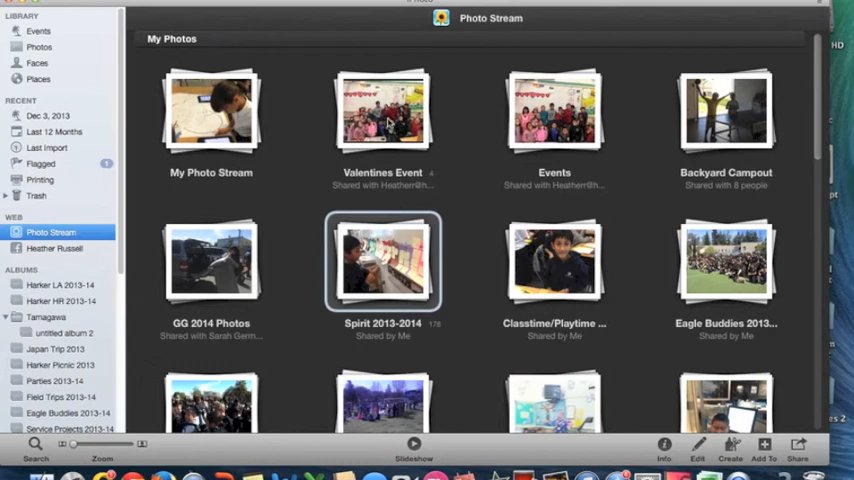 LIBRARY
Events
Photos
Faces
Places
RECENT
Dec 3, 2013
Last 12 Months
Last Import
Flagged 1
Printing
Trash
WEB
Photo Stream
Heather Russell
ALBUMS
Harker LA 2013-14
Harker HR 2013-14
Tamagawa
untitled album 2
Japan Trip 2013
Harker Picnic 2013
Parties 2013-14
Field Trips 2013-14
Eagle Buddies 2013-14
Service Projects 2013-14
Photo Stream
My Photos
My Photo Stream
Valentines Event 4
Shared with Heatherr@h...
Events
Shared with Heatherr@h...
Backyard Campout
Shared with 8 people
GG 2014 Photos
Shared with Sarah Germ...
Spirit 2013-2014 178
Shared by Me
Classtime/Playtime ...
Shared by Me
Eagle Buddies 2013...
Shared by Me
Search
Zoom
Slideshow
Info
Edit
Create
Add To
Share
HD